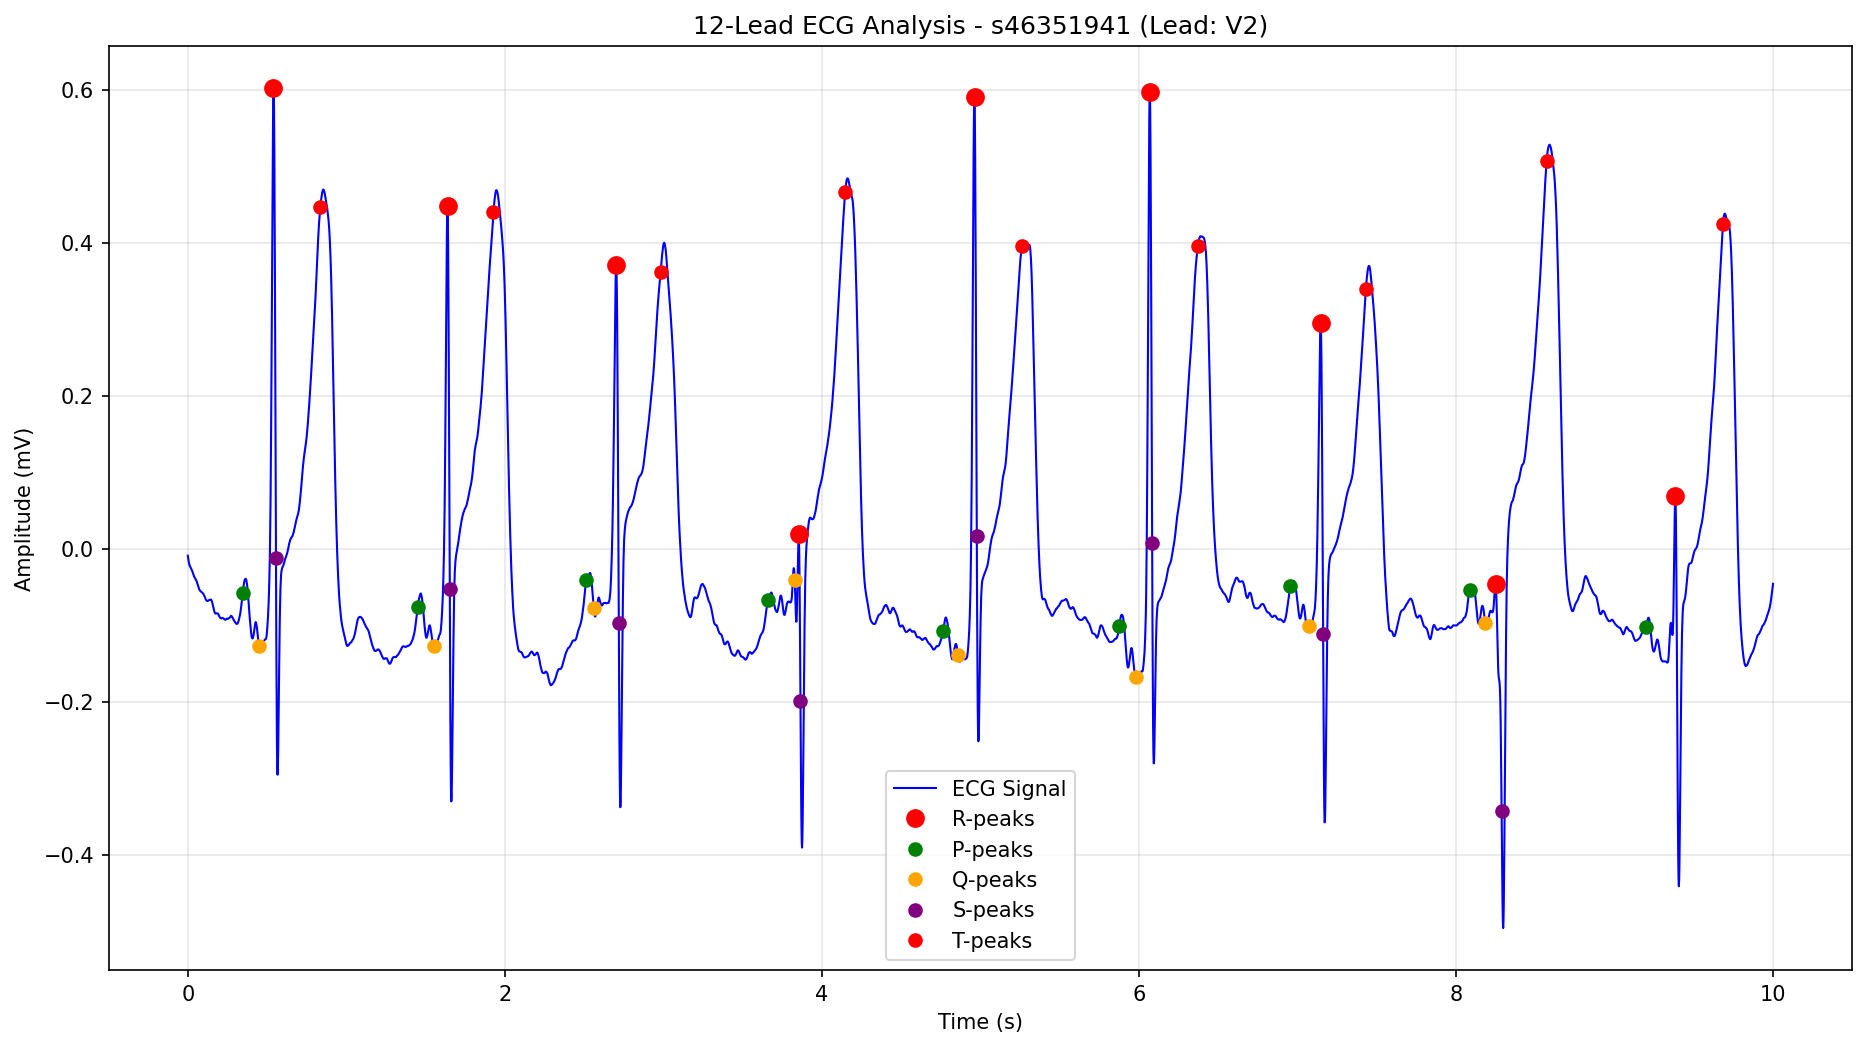 12-Lead ECG Analysis - s46351941 (Lead: V2)
Amplitude (mV)
0.6
0.4
0.2
0.0
−0.2
−0.4
ECG Signal
R-peaks
P-peaks
Q-peaks
S-peaks
T-peaks
0 2 4 6 8 10
Time (s)